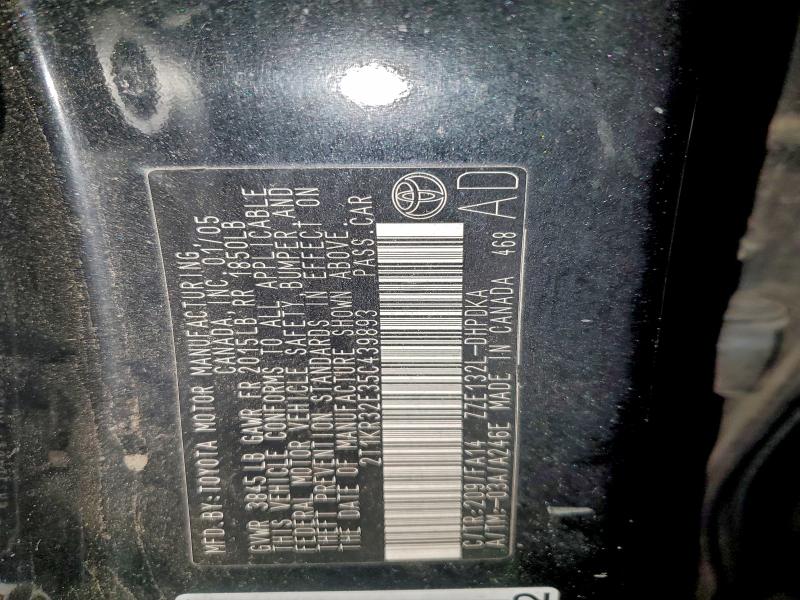 MFD.BY:TOYOTA MOTOR MANUFACTURING
CANADA, INC 01/05
GVWR 3845LB GAWR FR 2015LB RR 1850LB
THIS VEHICLE CONFORMS TO ALL APPLICABLE
FEDERAL MOTOR VEHICLE SAFETY, BUMPER AND
THEFT PREVENTION STANDARDS IN EFFECT ON
THE DATE OF MANUFACTURE SHOWN ABOVE.
2T1KR32E35C439893 PASS.CAR
C/TR:209/FK14 ZZE132L-DHPDKA
A/TM:-03A/A246E MADE IN CANADA 468
AD